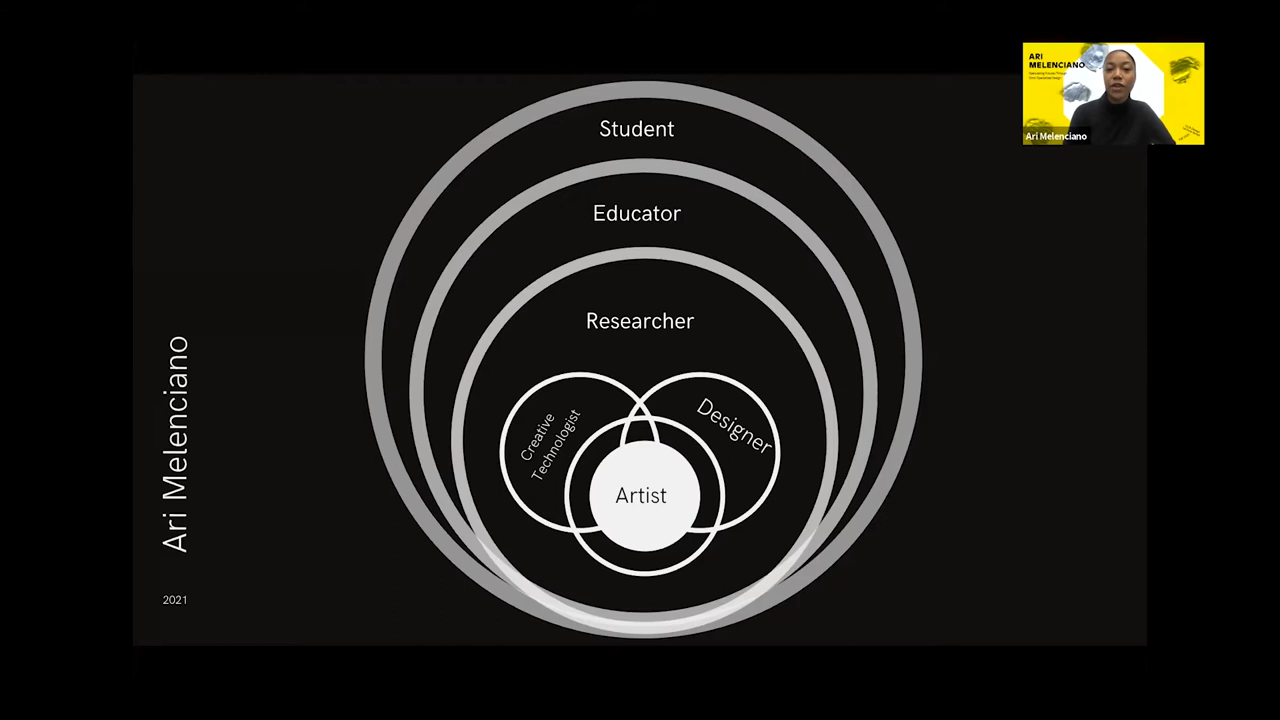 Student
Educator
Researcher
Creative
Technologist
Designer
Artist
Ari Melenciano
2021
ARI
MELENCIANO
Ari Melenciano